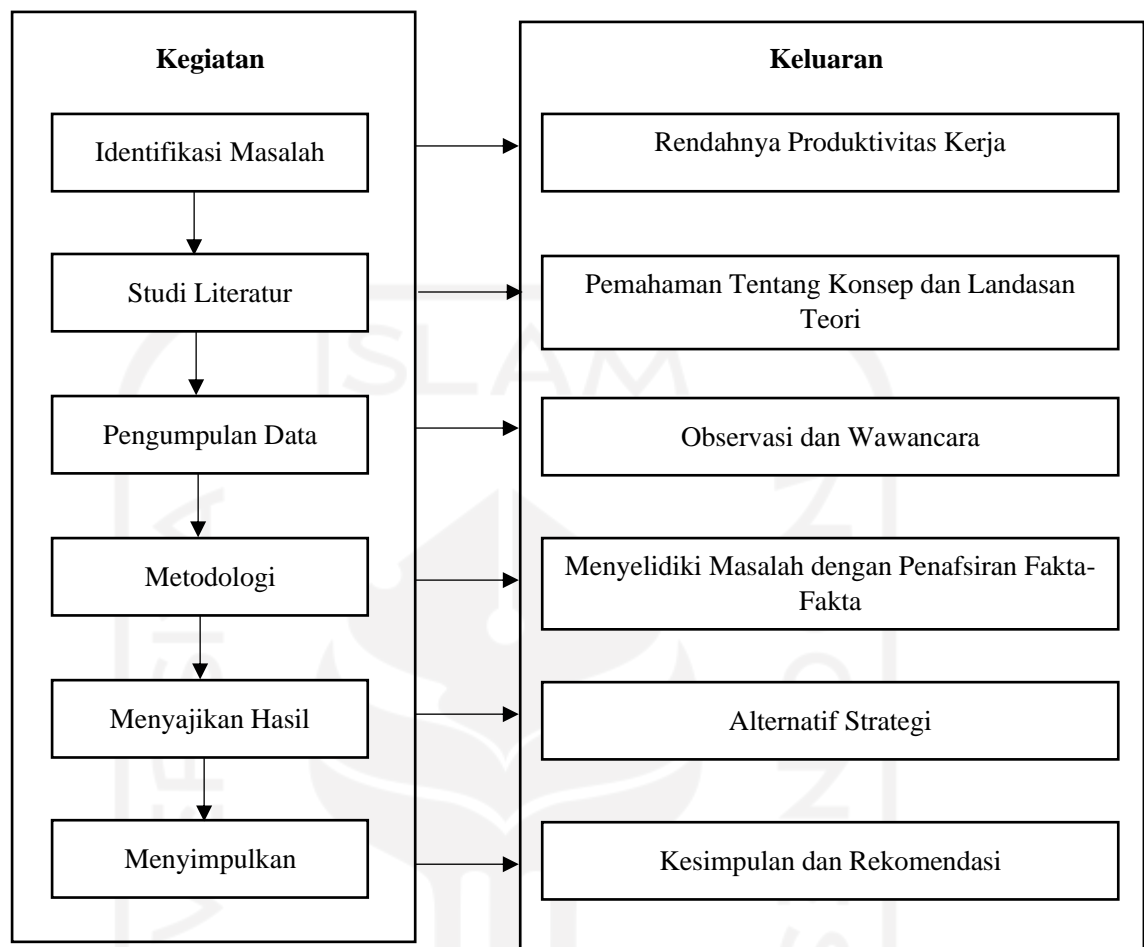 Kegiatan
Keluaran
Identifikasi Masalah
Rendahnya Produktivitas Kerja
Studi Literatur
Pemahaman Tentang Konsep dan Landasan
Teori
Pengumpulan Data
Observasi dan Wawancara
Metodologi
Menyelidiki Masalah dengan Penafsiran Fakta-
Fakta
Menyajikan Hasil
Alternatif Strategi
Menyimpulkan
Kesimpulan dan Rekomendasi
ISLAM